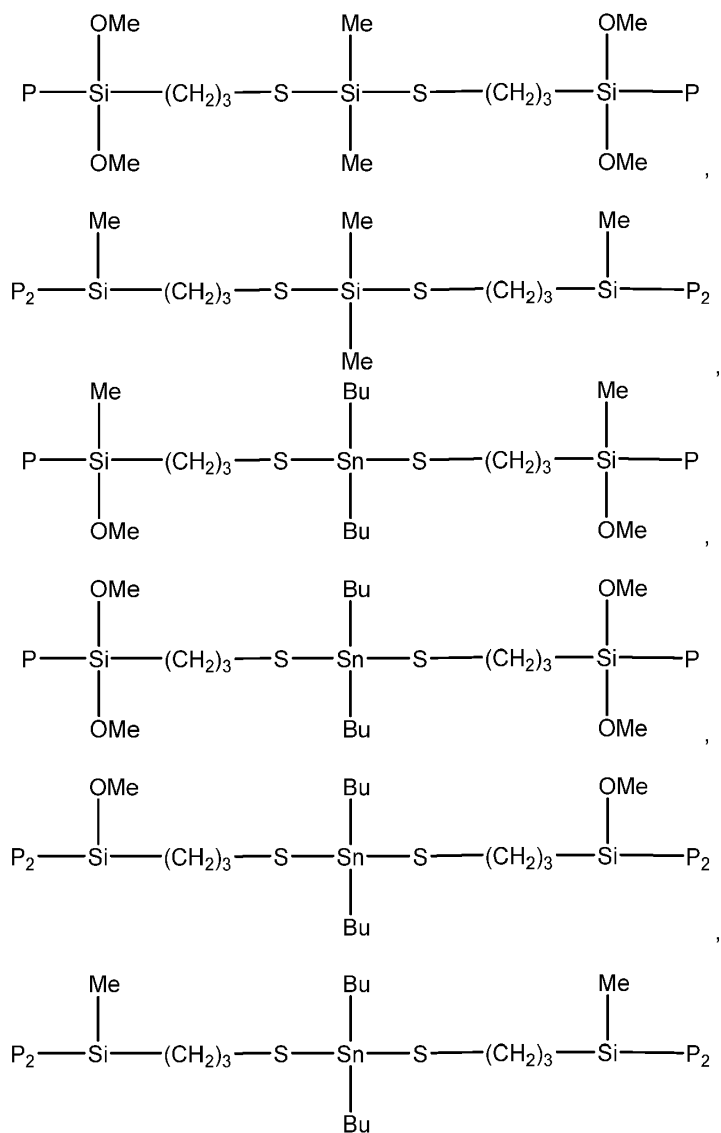 OMe Me OMe
P Si (CH2)3 S Si S (CH2)3 Si P
OMe Me OMe
,
Me Me Me
P2 Si (CH2)3 S Si S (CH2)3 Si P2
Me
,
Me Bu Me
P Si (CH2)3 S Sn S (CH2)3 Si P
OMe Bu OMe
,
OMe Bu OMe
P Si (CH2)3 S Sn S (CH2)3 Si P
OMe Bu OMe
,
OMe Bu OMe
P2 Si (CH2)3 S Sn S (CH2)3 Si P2
Bu
,
Me Bu Me
P2 Si (CH2)3 S Sn S (CH2)3 Si P2
Bu